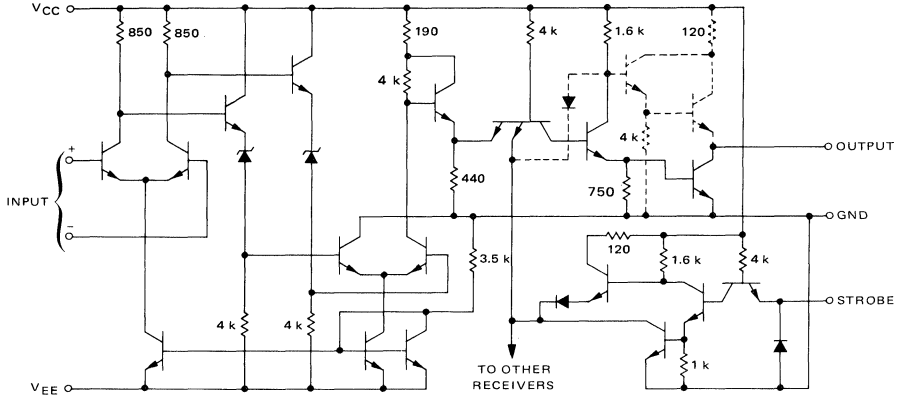 VCC
850
850
190
4 k
1.6 k
120
4 k
4 k
+
INPUT
−
440
750
OUTPUT
GND
3.5 k
120
1.6 k
4 k
STROBE
4 k
4 k
1 k
TO OTHER
RECEIVERS
VEE